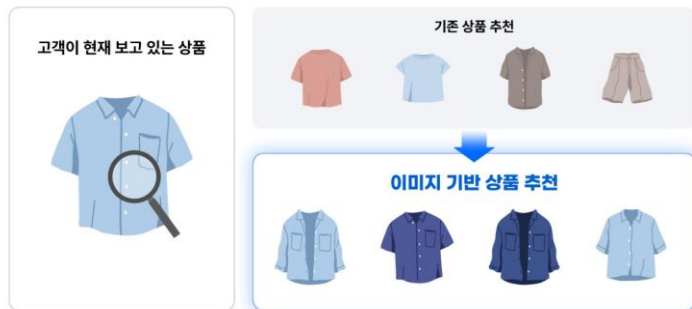 고객이 현재 보고 있는 상품
기존 상품 추천
이미지 기반 상품 추천